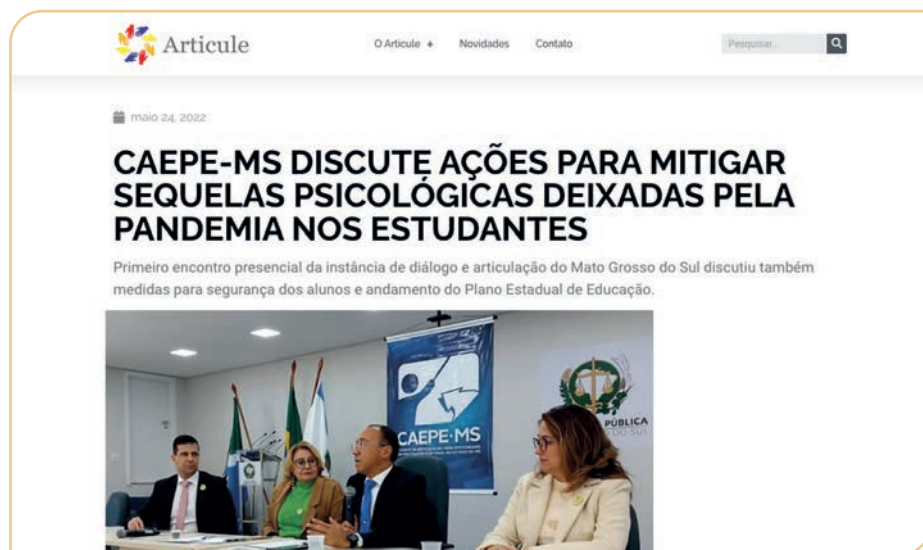 Articule
O Articule +
Novidades
Contato
Pesquisar...
maio 24, 2022
CAEPE-MS DISCUTE AÇÕES PARA MITIGAR
SEQUELAS PSICOLÓGICAS DEIXADAS PELA
PANDEMIA NOS ESTUDANTES
Primeiro encontro presencial da instância de diálogo e articulação do Mato Grosso do Sul discutiu também
medidas para segurança dos alunos e andamento do Plano Estadual de Educação.
CAEPE-MS
PÚBLICA
DO SUL